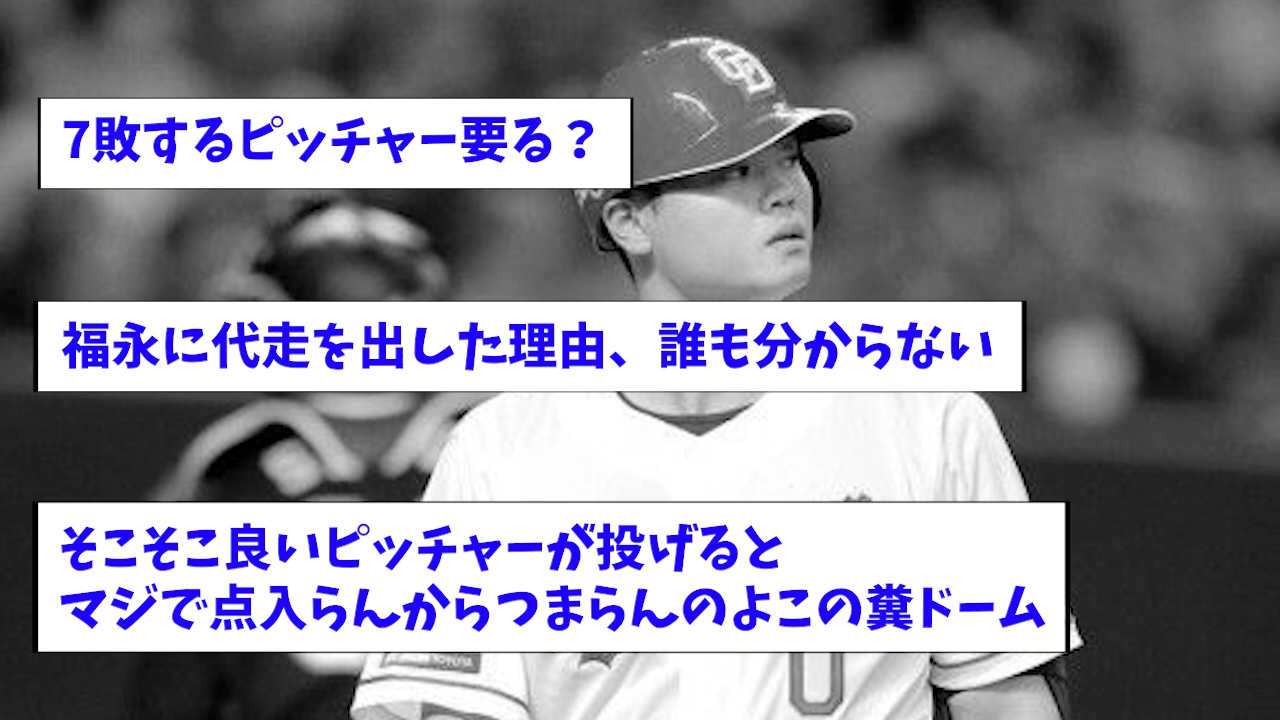 CD
7敗するピッチャー要る？
福永に代走を出した理由、誰も分からない
そこそこ良いピッチャーが投げると
マジで点入らんからつまらんのよこの糞ドーム
TOYOTA
0